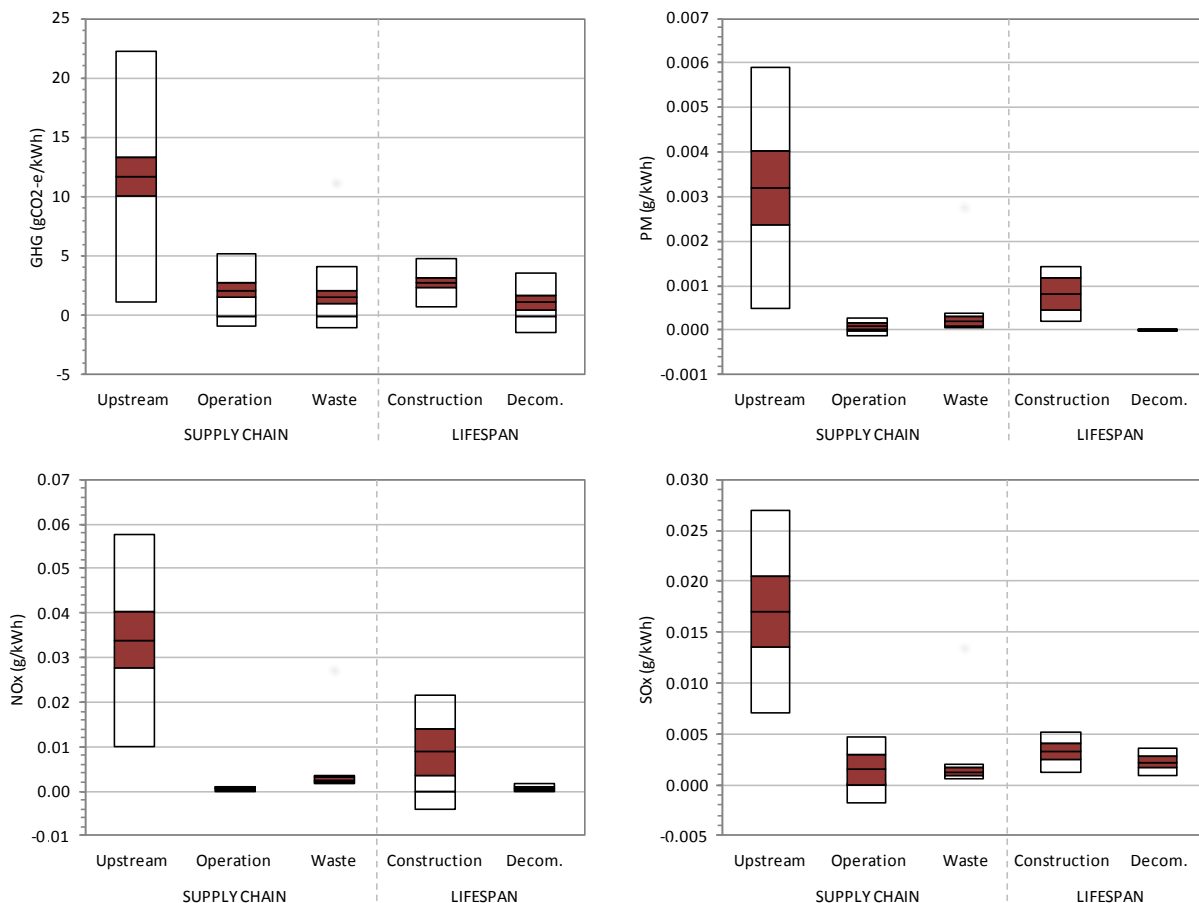 GHG (gCO2-e/kWh)
25
20
15
10
5
0
-5
Upstream Operation Waste Construction Decom.
SUPPLY CHAIN LIFESPAN
PM (g/kWh)
0.007
0.006
0.005
0.004
0.003
0.002
0.001
0.000
-0.001
Upstream Operation Waste Construction Decom.
SUPPLY CHAIN LIFESPAN
NOx (g/kWh)
0.07
0.06
0.05
0.04
0.03
0.02
0.01
0.00
-0.01
Upstream Operation Waste Construction Decom.
SUPPLY CHAIN LIFESPAN
SOx (g/kWh)
0.030
0.025
0.020
0.015
0.010
0.005
0.000
-0.005
Upstream Operation Waste Construction Decom.
SUPPLY CHAIN LIFESPAN